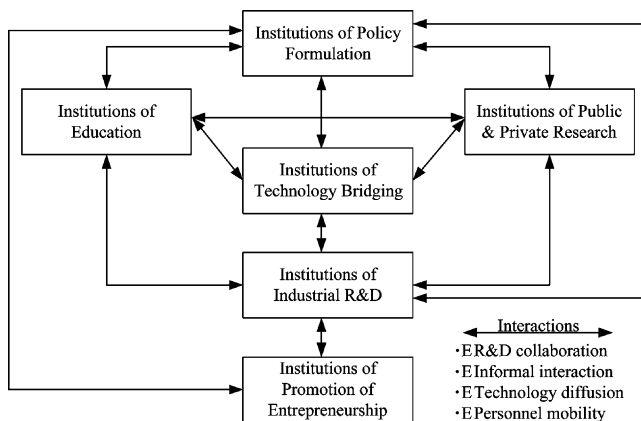 Institutions of Policy
Formulation
Institutions of
Education
Institutions of Public
& Private Research
Institutions of
Technology Bridging
Institutions of
Industrial R&D
Institutions of
Promotion of
Entrepreneurship
Interactions
·ER&D collaboration
·EInformal interaction
·ETechnology diffusion
·EPersonnel mobility